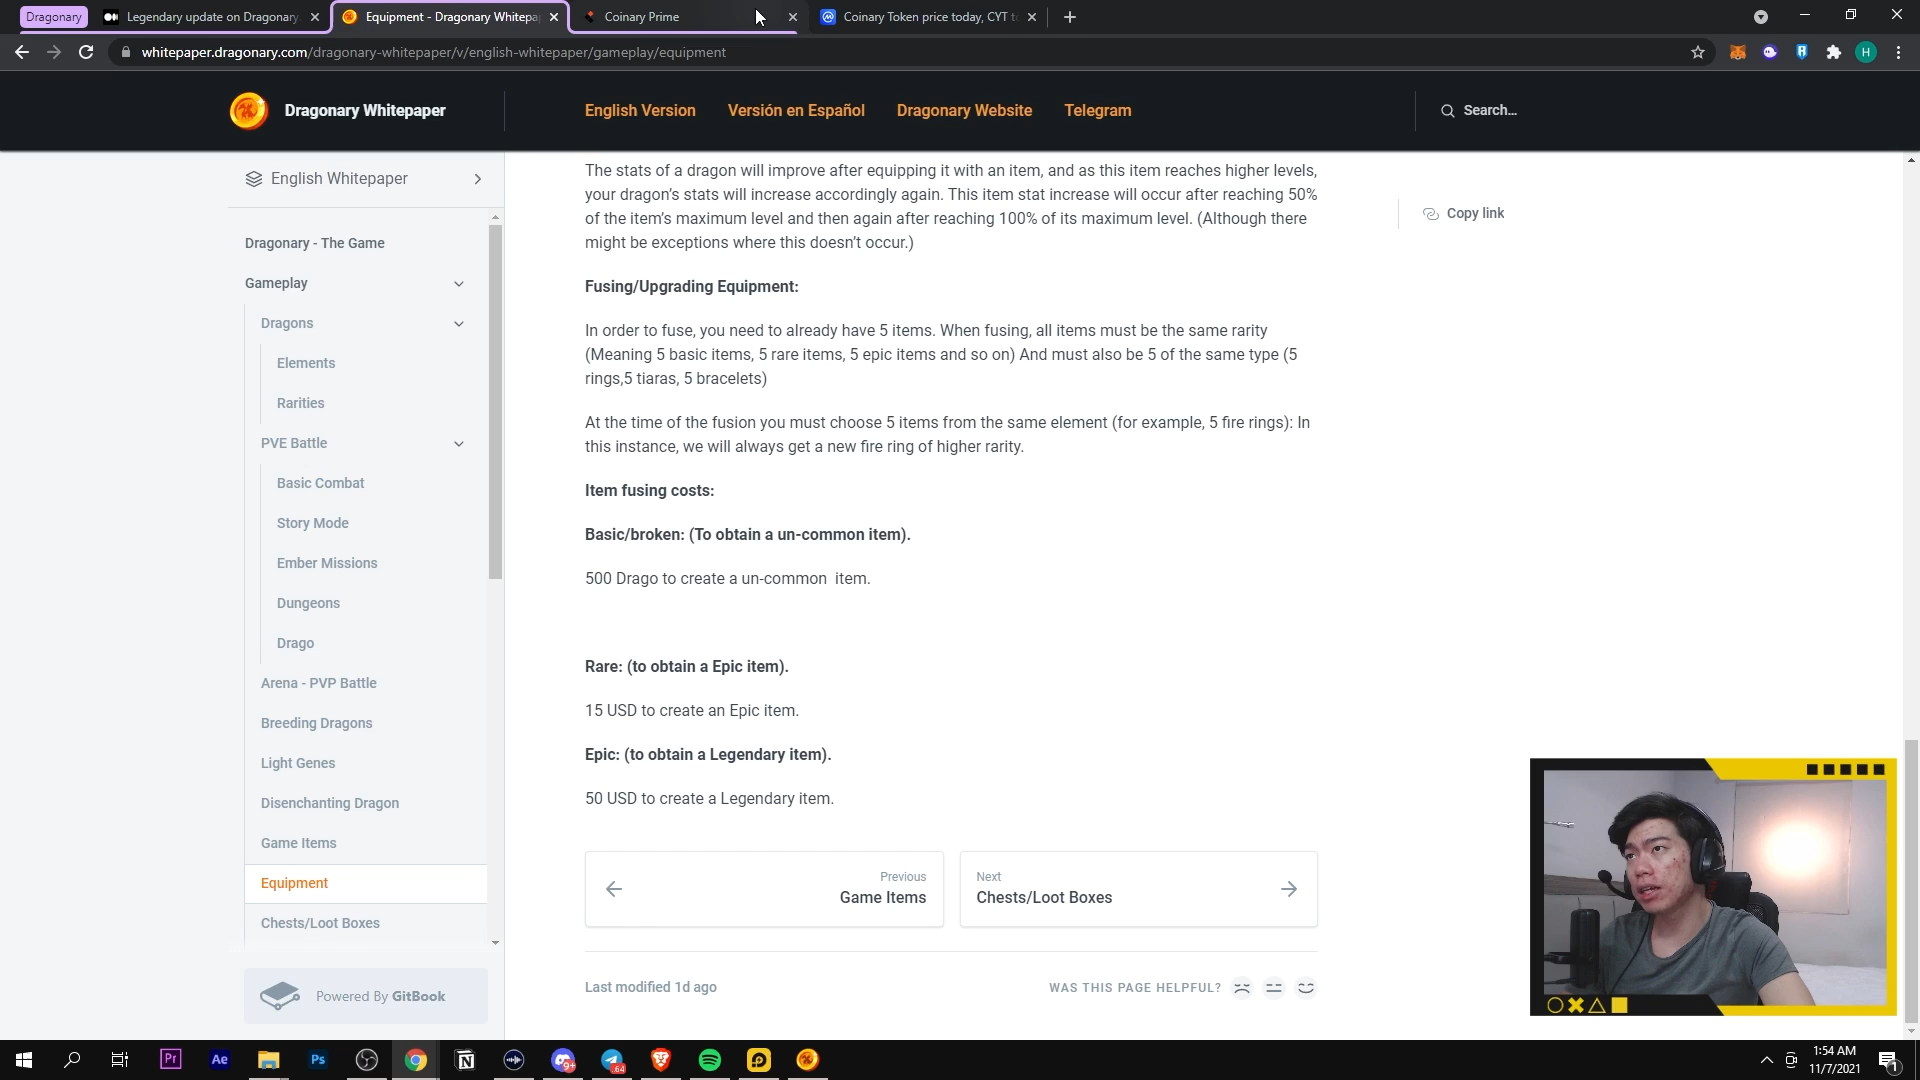 Dragonary
Legendary update on Dragonary
Equipment - Dragonary Whitepa
Coinary Prime
Coinary Token price today, CYT to
whitepaper.dragonary.com/dragonary-whitepaper/v/english-whitepaper/gameplay/equipment
H
Dragonary Whitepaper
English Version
Versión en Español
Dragonary Website
Telegram
Search...
English Whitepaper
Dragonary - The Game
Gameplay
Dragons
Elements
Rarities
PVE Battle
Basic Combat
Story Mode
Ember Missions
Dungeons
Drago
Arena - PVP Battle
Breeding Dragons
Light Genes
Disenchanting Dragon
Game Items
Equipment
Chests/Loot Boxes
Powered By GitBook
The stats of a dragon will improve after equipping it with an item, and as this item reaches higher levels,
your dragon's stats will increase accordingly again. This item stat increase will occur after reaching 50%
of the item's maximum level and then again after reaching 100% of its maximum level. (Although there
might be exceptions where this doesn't occur.)
Fusing/Upgrading Equipment:
In order to fuse, you need to already have 5 items. When fusing, all items must be the same rarity
(Meaning 5 basic items, 5 rare items, 5 epic items and so on) And must also be 5 of the same type (5
rings,5 tiaras, 5 bracelets)
At the time of the fusion you must choose 5 items from the same element (for example, 5 fire rings): In
this instance, we will always get a new fire ring of higher rarity.
Item fusing costs:
Basic/broken: (To obtain a un-common item).
500 Drago to create a un-common  item.
Rare: (to obtain a Epic item).
15 USD to create an Epic item.
Epic: (to obtain a Legendary item).
50 USD to create a Legendary item.
Previous
Game Items
Next
Chests/Loot Boxes
Last modified 1d ago
WAS THIS PAGE HELPFUL?
Copy link
Pr
Ae
Ps
9+
64
1:54 AM
11/7/2021
1